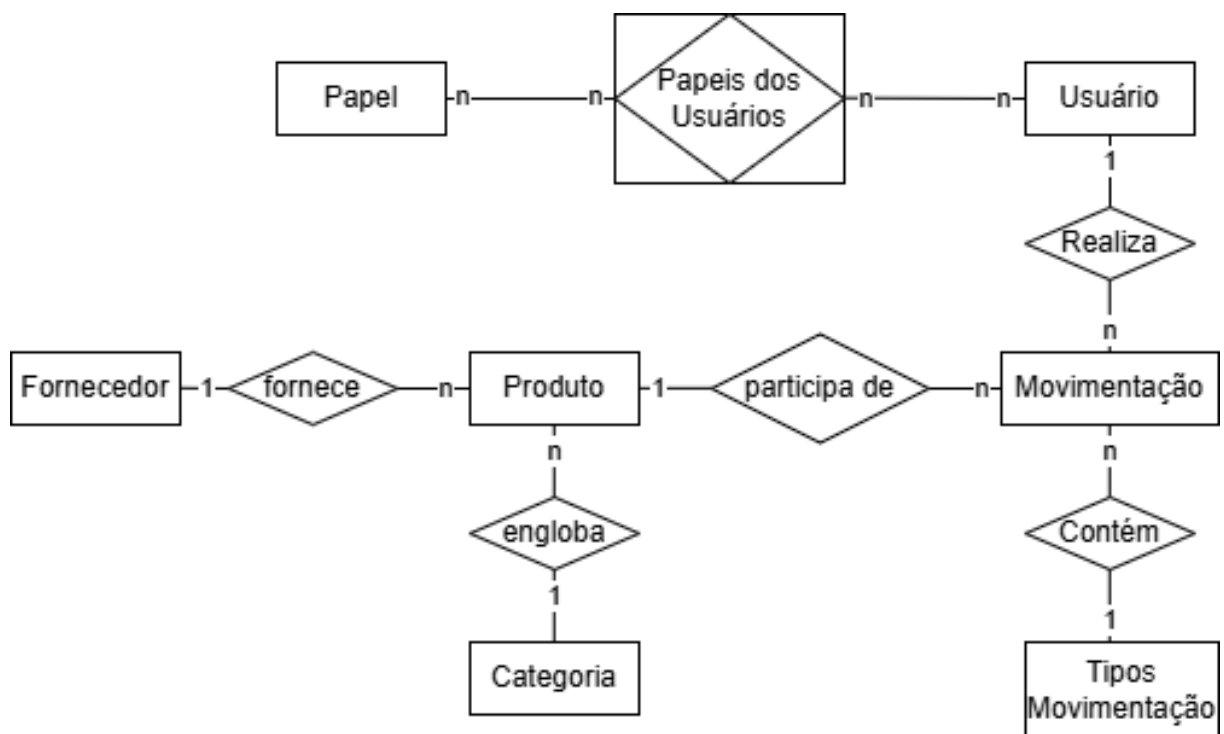 Papel
n
n
Papeis dos
Usuários
n
n
Usuário
1
Realiza
n
Fornecedor
1
fornece
n
Produto
1
participa de
n
Movimentação
n
engloba
1
Categoria
n
Contém
1
Tipos
Movimentação